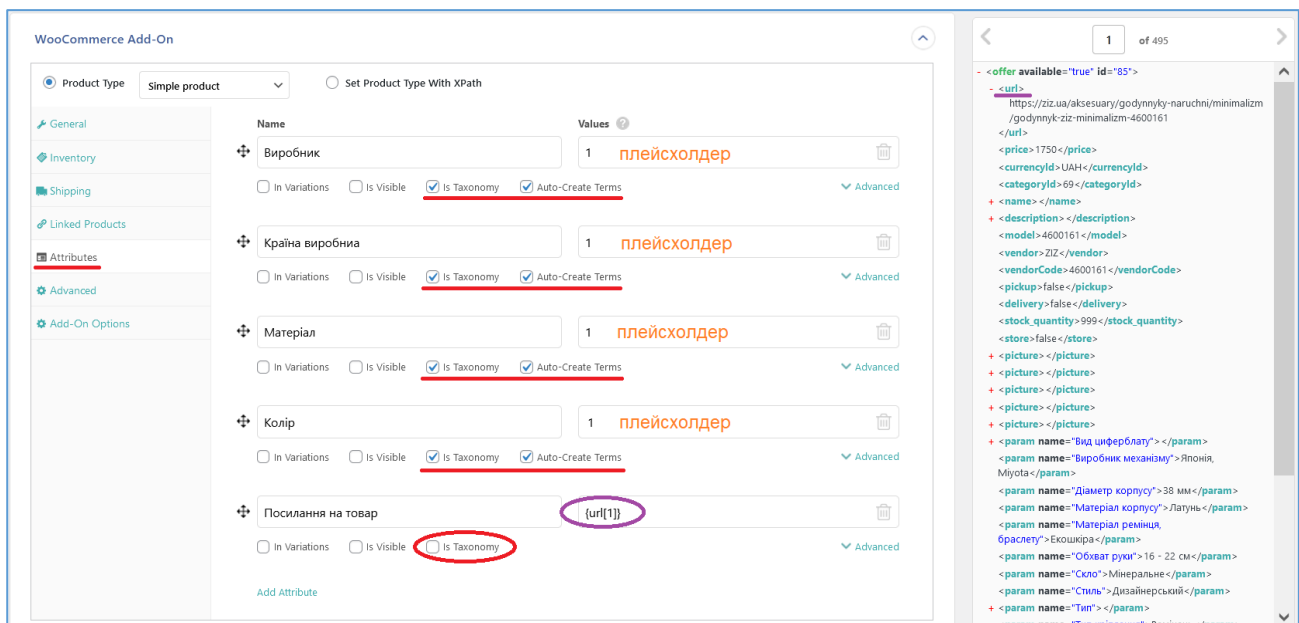 WooCommerce Add-On
Product Type
Simple product
Set Product Type With XPath
General
Inventory
Shipping
Linked Products
Attributes
Advanced
Add-On Options
Name Values ?
Виробник 1 плейсхолдер
In Variations Is Visible Is Taxonomy Auto-Create Terms Advanced
Країна виробниа 1 плейсхолдер
In Variations Is Visible Is Taxonomy Auto-Create Terms Advanced
Матеріал 1 плейсхолдер
In Variations Is Visible Is Taxonomy Auto-Create Terms Advanced
Колір 1 плейсхолдер
In Variations Is Visible Is Taxonomy Auto-Create Terms Advanced
Посилання на товар {url[1]}
In Variations Is Visible Is Taxonomy Advanced
Add Attribute
1 of 495
- <offer available="true" id="85">
- <url>
https://ziz.ua/aksesuary/godynnyky-naruchni/minimalizm
/godynnyk-ziz-minimalizm-4600161
</url>
<price>1750</price>
<currencyId>UAH</currencyId>
<categoryId>69</categoryId>
+ <name></name>
+ <description></description>
<model>4600161</model>
<vendor>ZIZ</vendor>
<vendorCode>4600161</vendorCode>
<pickup>false</pickup>
<delivery>false</delivery>
<stock_quantity>999</stock_quantity>
<store>false</store>
+ <picture></picture>
+ <picture></picture>
+ <picture></picture>
+ <picture></picture>
+ <picture></picture>
+ <param name="Вид циферблату"></param>
<param name="Виробник механізму">Японія,
Miyota</param>
<param name="Діаметр корпусу">38 мм</param>
<param name="Матеріал корпусу">Латунь</param>
<param name="Матеріал ремінця,
браслету">Екошкіра</param>
<param name="Обхват руки">16 - 22 см</param>
<param name="Скло">Мінеральне</param>
<param name="Стиль">Дизайнерський</param>
+ <param name="Тип"></param>